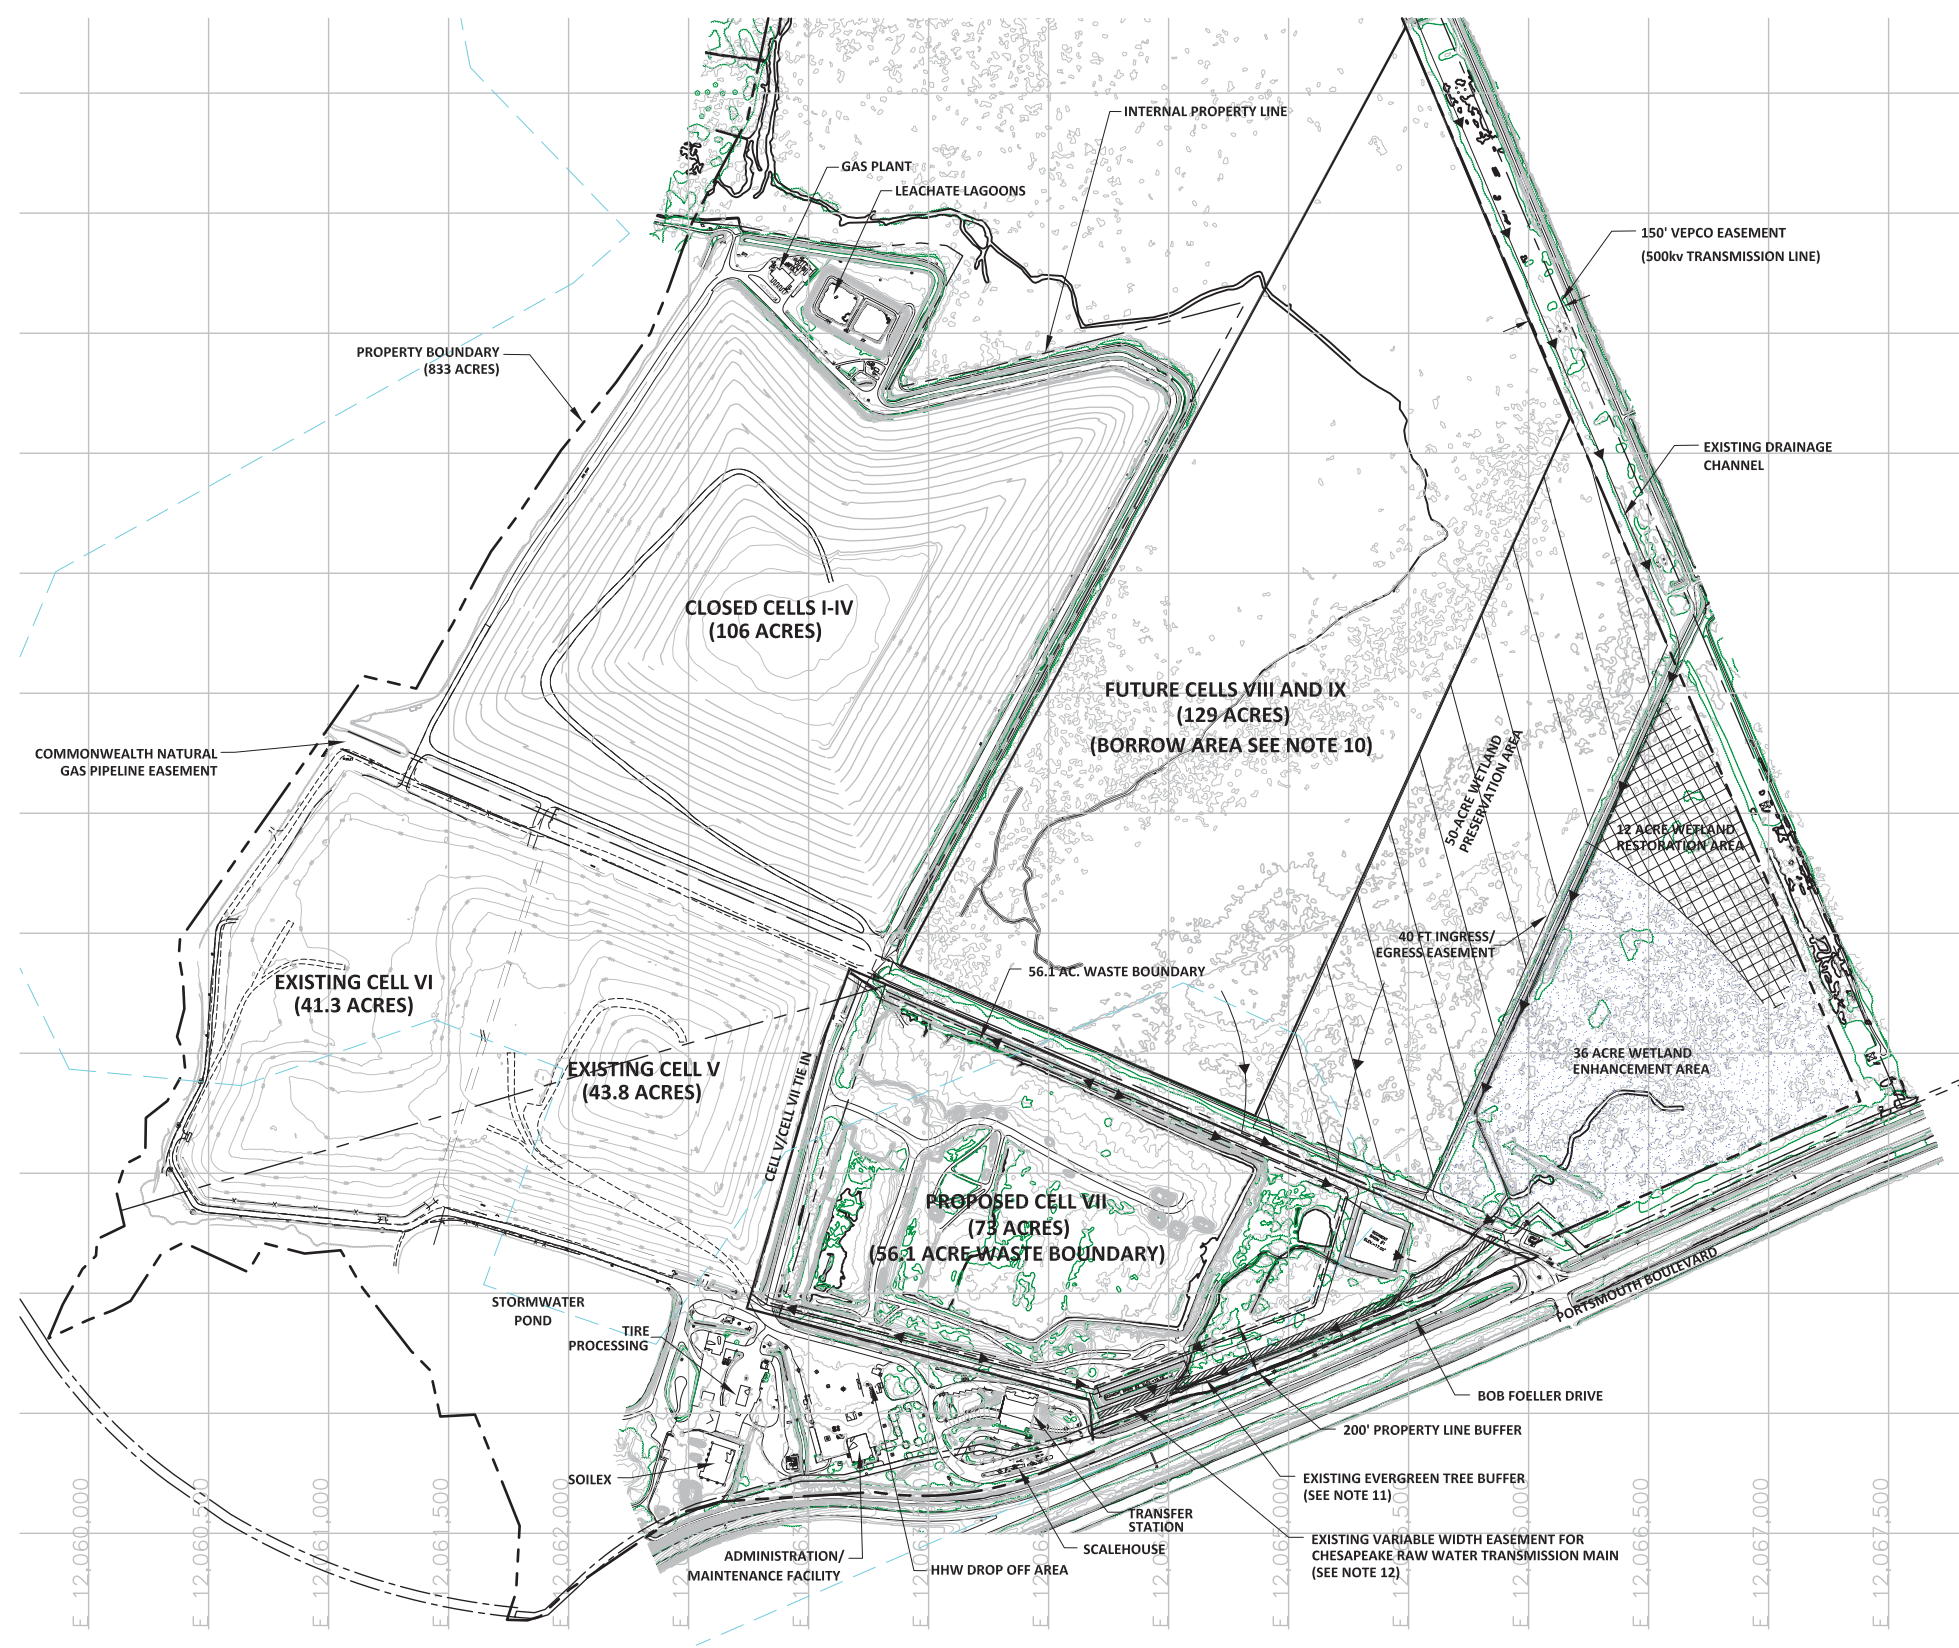 INTERNAL PROPERTY LINE
GAS PLANT
LEACHATE LAGOONS
150' VEPCO EASEMENT
(500kv TRANSMISSION LINE)
PROPERTY BOUNDARY
(833 ACRES)
EXISTING DRAINAGE
CHANNEL
CLOSED CELLS I-IV
(106 ACRES)
FUTURE CELLS VIII AND IX
(129 ACRES)
(BORROW AREA SEE NOTE 10)
COMMONWEALTH NATURAL
GAS PIPELINE EASEMENT
50-ACRE WETLAND
PRESERVATION AREA
12 ACRE WETLAND
RESTORATION AREA
40 FT INGRESS/
EGRESS EASEMENT
56.1 AC. WASTE BOUNDARY
EXISTING CELL VI
(41.3 ACRES)
EXISTING CELL V
(43.8 ACRES)
36 ACRE WETLAND
ENHANCEMENT AREA
CELL V/CELL VII TIE IN
PROPOSED CELL VII
(73 ACRES)
(56.1 ACRE WASTE BOUNDARY)
STORMWATER
POND
TIRE
PROCESSING
PORTSMOUTH BOULEVARD
BOB FOELLER DRIVE
200' PROPERTY LINE BUFFER
SOILEX
EXISTING EVERGREEN TREE BUFFER
(SEE NOTE 11)
TRANSFER
STATION
SCALEHOUSE
EXISTING VARIABLE WIDTH EASEMENT FOR
CHESAPEAKE RAW WATER TRANSMISSION MAIN
(SEE NOTE 12)
ADMINISTRATION/
MAINTENANCE FACILITY
HHW DROP OFF AREA
E 12,060,000
E 12,060,500
E 12,061,000
E 12,061,500
E 12,062,000
E 12,066,500
E 12,067,000
E 12,067,500